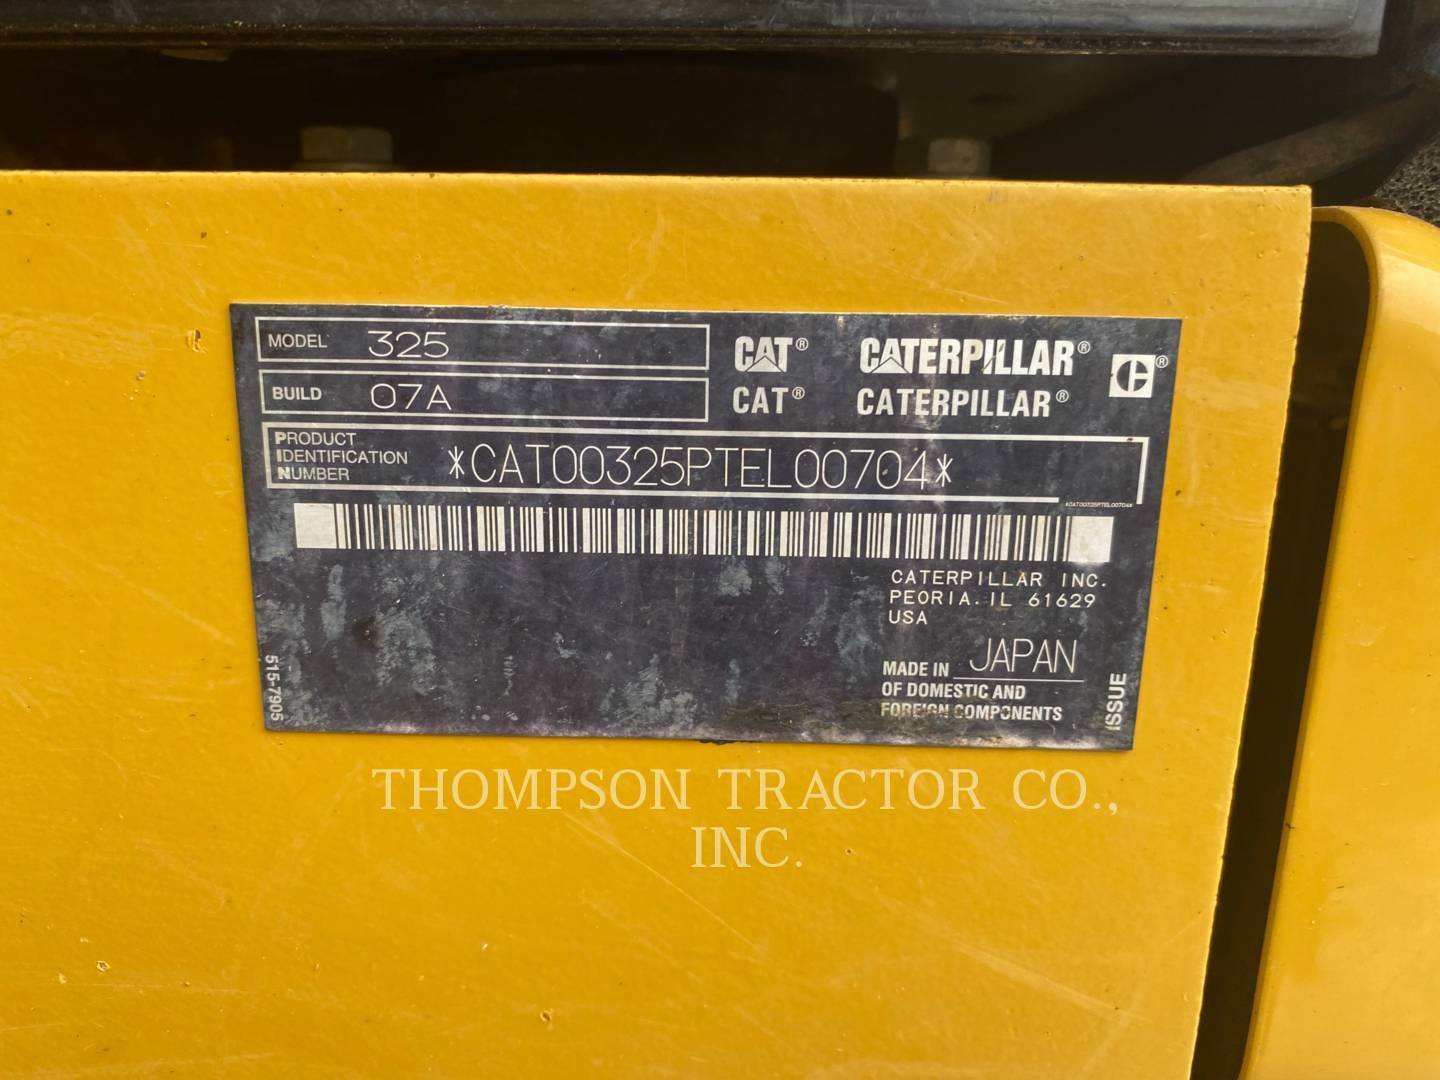 MODEL 325
BUILD 07A
CAT® CATERPILLAR® C®
CAT® CATERPILLAR®
PRODUCT
IDENTIFICATION
NUMBER
*CAT00325PTEL00704*
*CAT00325PTEL00704*
CATERPILLAR INC.
PEORIA. IL 61629
USA
MADE IN JAPAN
OF DOMESTIC AND
FOREIGN COMPONENTS
ISSUE
515-7905
THOMPSON TRACTOR CO.,
INC.